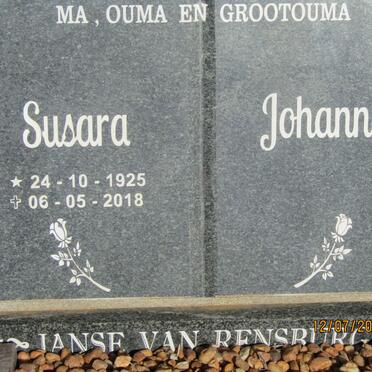 MA, OUMA EN GROOTOUMA
Susara
★ 24 - 10 - 1925
✝ 06 - 05 - 2018
Johann
~JANSE VAN RENSBURG
12/07/20